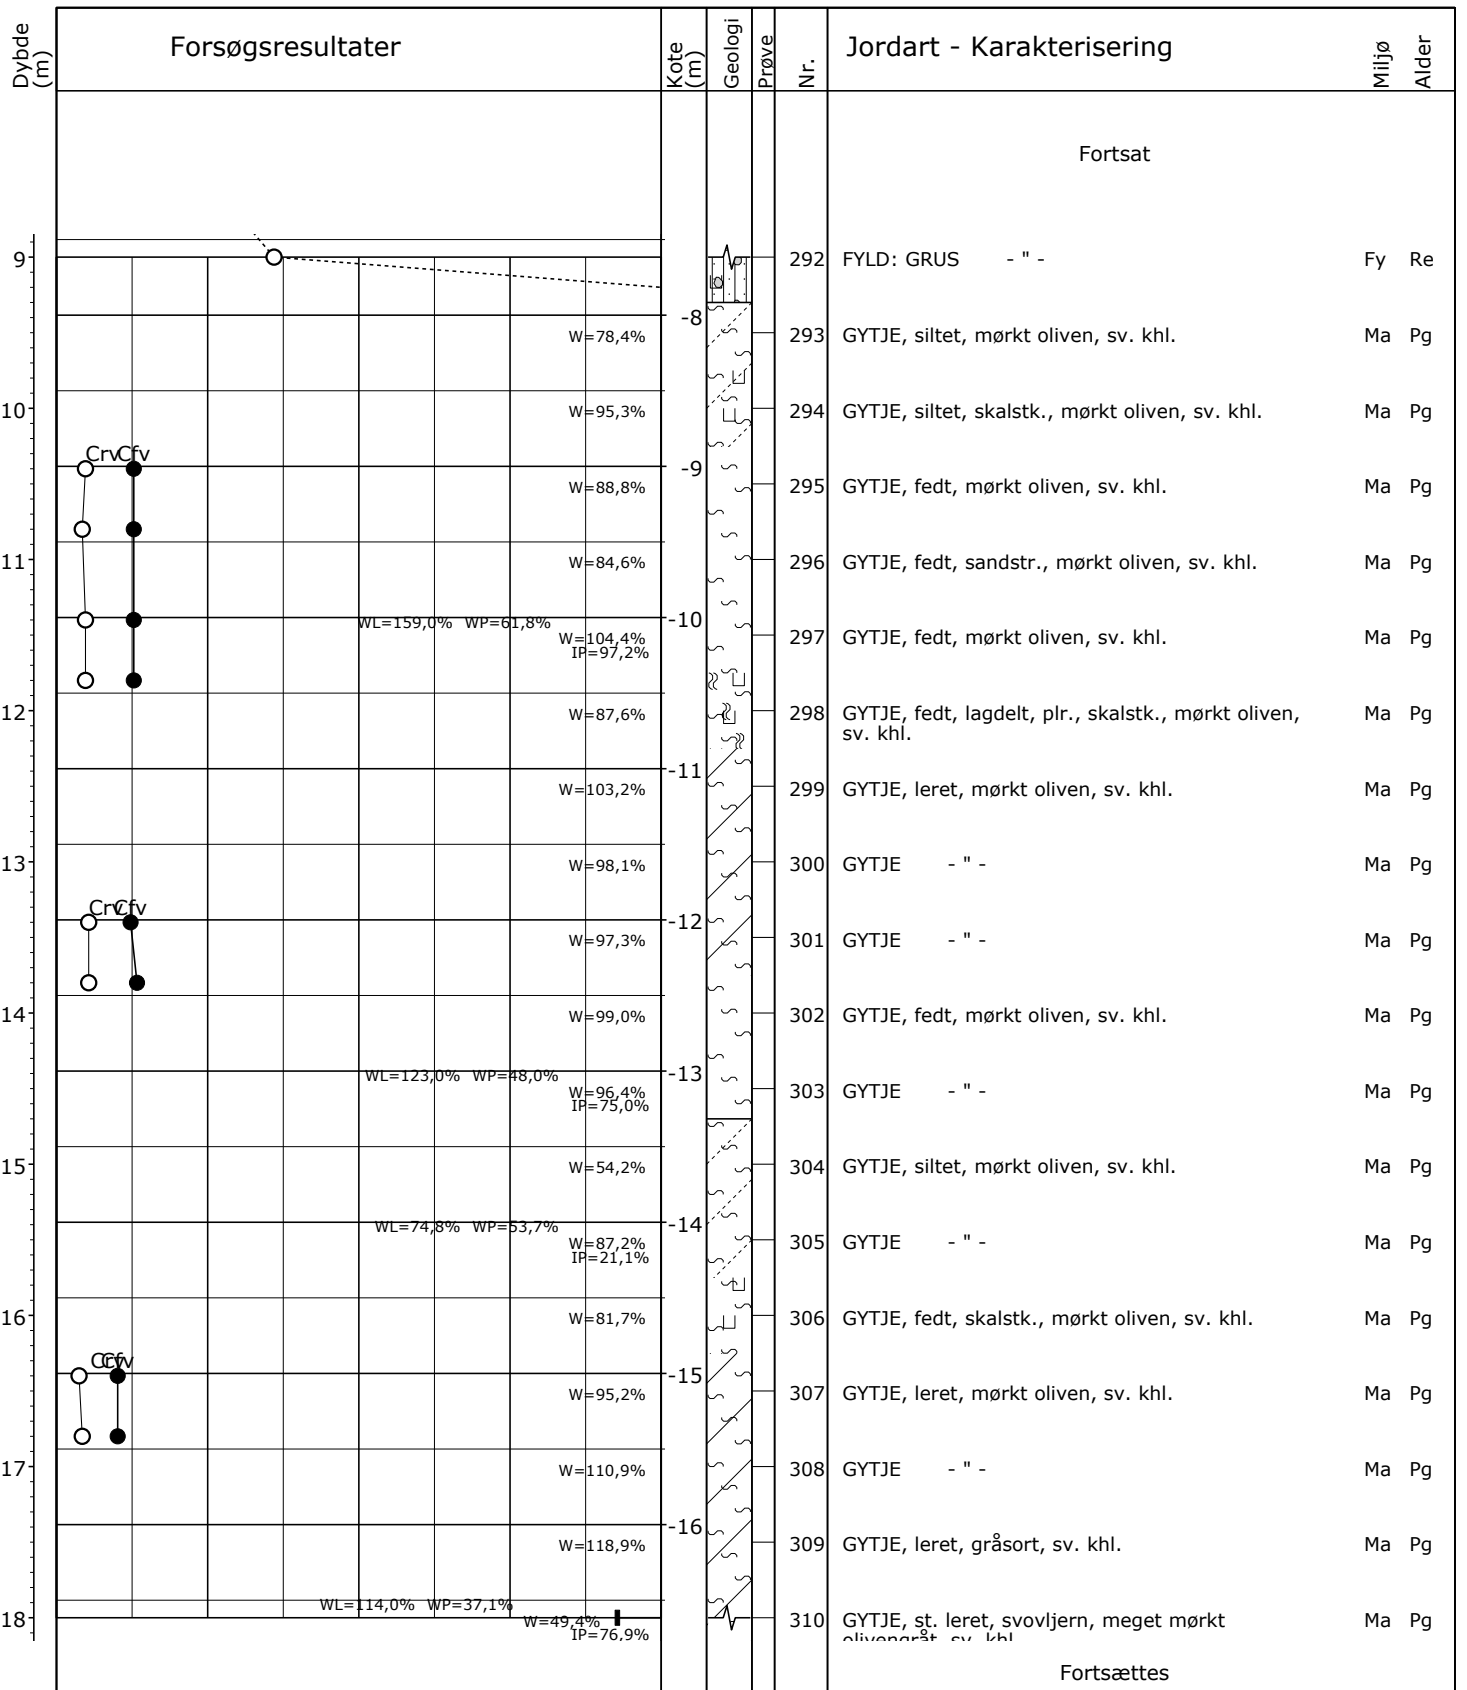 Dybde (m) Forsøgsresultater Kote (m) Geologi Prøve Nr. Jordart - Karakterisering Miljø Alder
Fortsat
9 292 FYLD: GRUS - " - Fy Re
-8
W=78,4% 293 GYTJE, siltet, mørkt oliven, sv. khl. Ma Pg
10 W=95,3% 294 GYTJE, siltet, skalstk., mørkt oliven, sv. khl. Ma Pg
Crv Cfv -9
W=88,8% 295 GYTJE, fedt, mørkt oliven, sv. khl. Ma Pg
11 W=84,6% 296 GYTJE, fedt, sandstr., mørkt oliven, sv. khl. Ma Pg
WL=159,0% WP=61,8% -10
W=104,4% 297 GYTJE, fedt, mørkt oliven, sv. khl. Ma Pg
IP=97,2%
12 W=87,6% 298 GYTJE, fedt, lagdelt, plr., skalstk., mørkt oliven, Ma Pg
sv. khl.
-11
W=103,2% 299 GYTJE, leret, mørkt oliven, sv. khl. Ma Pg
13 W=98,1% 300 GYTJE - " - Ma Pg
Crv Cfv -12
W=97,3% 301 GYTJE - " - Ma Pg
14 W=99,0% 302 GYTJE, fedt, mørkt oliven, sv. khl. Ma Pg
WL=123,0% WP=48,0% -13
W=96,4% 303 GYTJE - " - Ma Pg
IP=75,0%
15 W=54,2% 304 GYTJE, siltet, mørkt oliven, sv. khl. Ma Pg
WL=74,8% WP=53,7% -14
W=87,2% 305 GYTJE - " - Ma Pg
IP=21,1%
16 W=81,7% 306 GYTJE, fedt, skalstk., mørkt oliven, sv. khl. Ma Pg
Crv Cfv -15
W=95,2% 307 GYTJE, leret, mørkt oliven, sv. khl. Ma Pg
17 W=110,9% 308 GYTJE - " - Ma Pg
-16
W=118,9% 309 GYTJE, leret, gråsort, sv. khl. Ma Pg
WL=114,0% WP=37,1%
18 W=49,4% 310 GYTJE, st. leret, svovljern, meget mørkt Ma Pg
IP=76,9% olivengråt, sv. khl.
Fortsættes